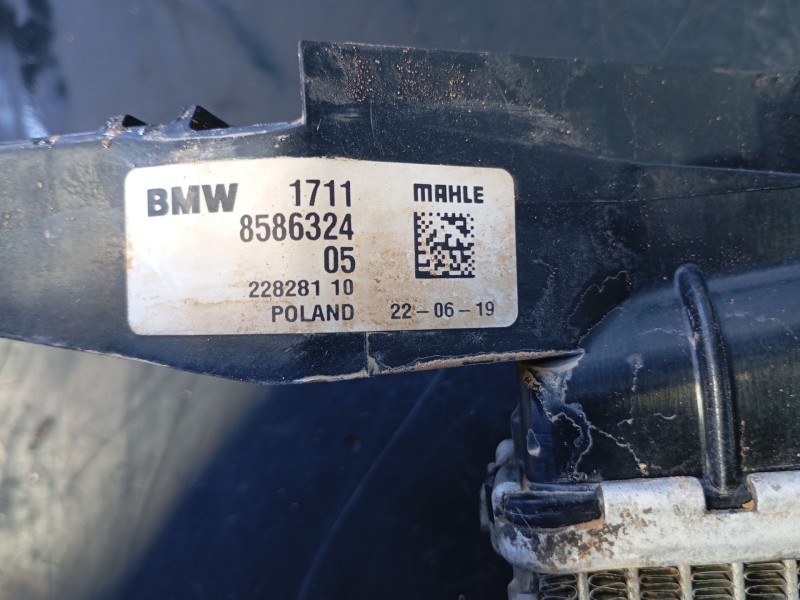 BMW 1711 MAHLE
8586324
05
228281 10
POLAND 22-06-19